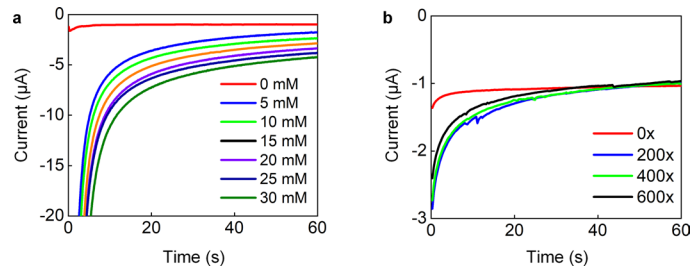 a
0
-5
-10
-15
-20
Current (µA)
0 mM
5 mM
10 mM
15 mM
20 mM
25 mM
30 mM
0 20 40 60
Time (s)
b
0
-1
-2
-3
Current (µA)
0x
200x
400x
600x
0 20 40 60
Time (s)